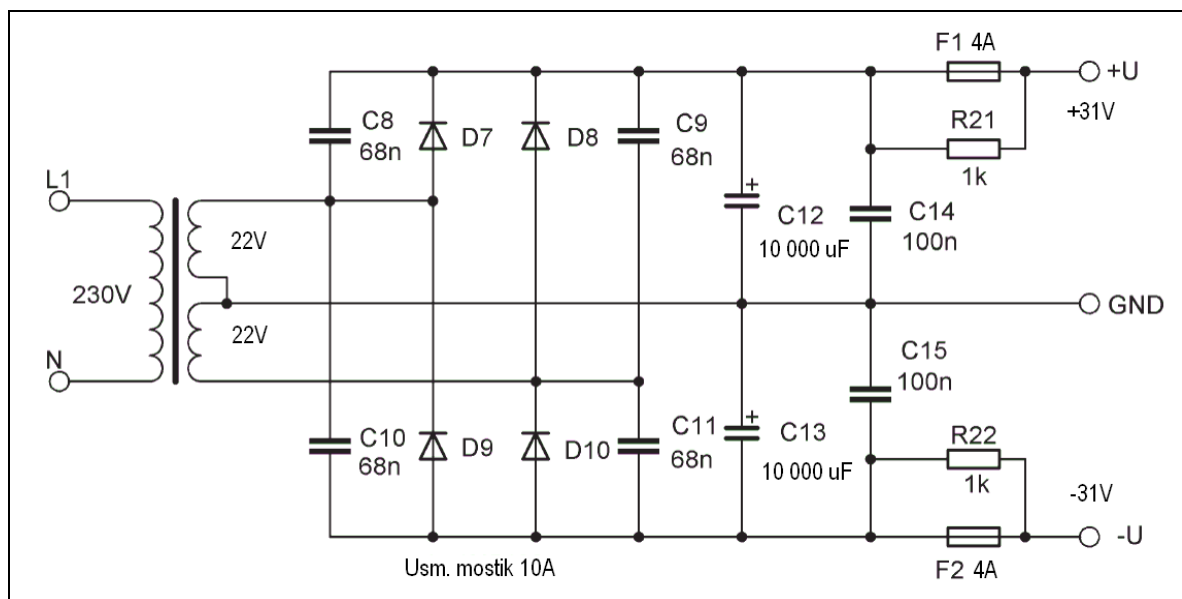 F1 4A
+U
+31V
C8
68n
D7
D8
C9
68n
R21
1k
L1
C12
10 000 uF
C14
100n
22V
230V
GND
22V
N
C15
100n
C10
68n
D9
D10
C11
68n
C13
10 000 uF
R22
1k
-31V
-U
F2 4A
Usm. mostik 10A
+
+